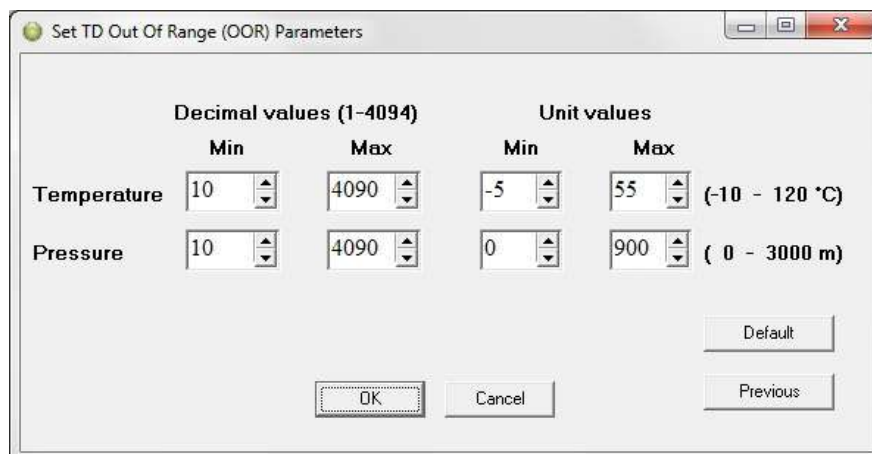 Set TD Out Of Range (OOR) Parameters
Decimal values (1-4094) Unit values
Min Max Min Max
Temperature 10 4090 -5 55 (-10 - 120 °C)
Pressure 10 4090 0 900 ( 0 - 3000 m)
Default
OK Cancel Previous